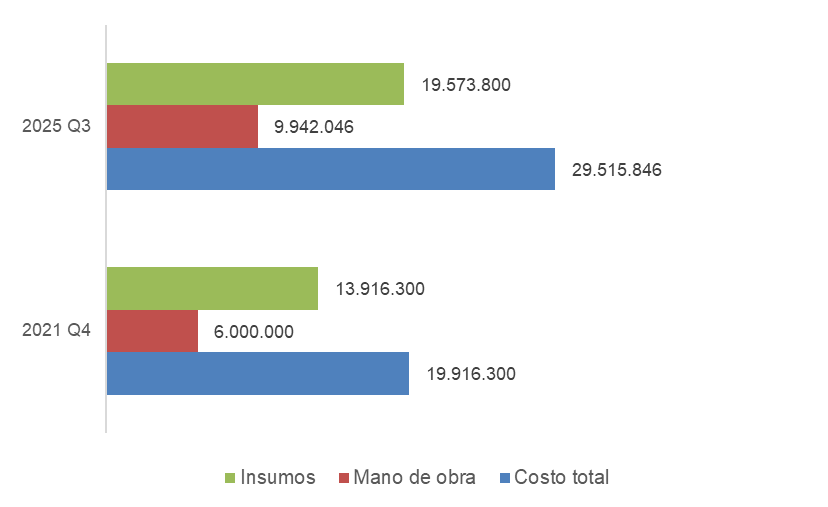 19.573.800
2025 Q3
9.942.046
29.515.846
13.916.300
2021 Q4
6.000.000
19.916.300
Insumos Mano de obra Costo total